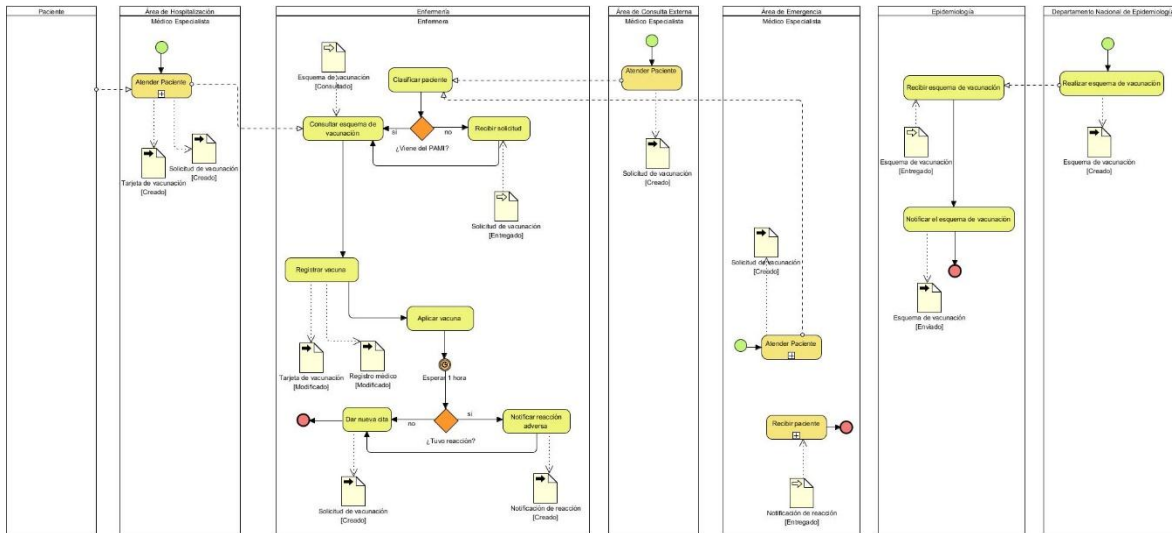 Paciente
Área de Hospitalización
Médico Especialista
Atender Paciente
Tarjeta de vacunación
[Creado]
Solicitud de vacunación
[Creado]
Enfermería
Enfermera
Esquema de vacunación
[Consultado]
Clasificar paciente
Consultar esquema de
vacunación
si
no
¿Viene del PAMI?
Recibir solicitud
Solicitud de vacunación
[Entregado]
Registrar vacuna
Aplicar vacuna
Tarjeta de vacunación
[Modificado]
Registro médico
[Modificado]
Esperar 1 hora
Dar nueva cita
no
si
¿Tuvo reacción?
Notificar reacción
adversa
Solicitud de vacunación
[Creado]
Notificación de reacción
[Creado]
Área de Consulta Externa
Médico Especialista
Atender Paciente
Solicitud de vacunación
[Creado]
Área de Emergencia
Médico Especialista
Solicitud de vacunación
[Creado]
Atender Paciente
Recibir paciente
Notificación de reacción
[Entregado]
Epidemiología
Recibir esquema de vacunación
Esquema de vacunación
[Entregado]
Notificar el esquema de vacunación
Esquema de vacunación
[Enviado]
Departamento Nacional de Epidemiología
Realizar esquema de vacunación
Esquema de vacunación
[Creado]